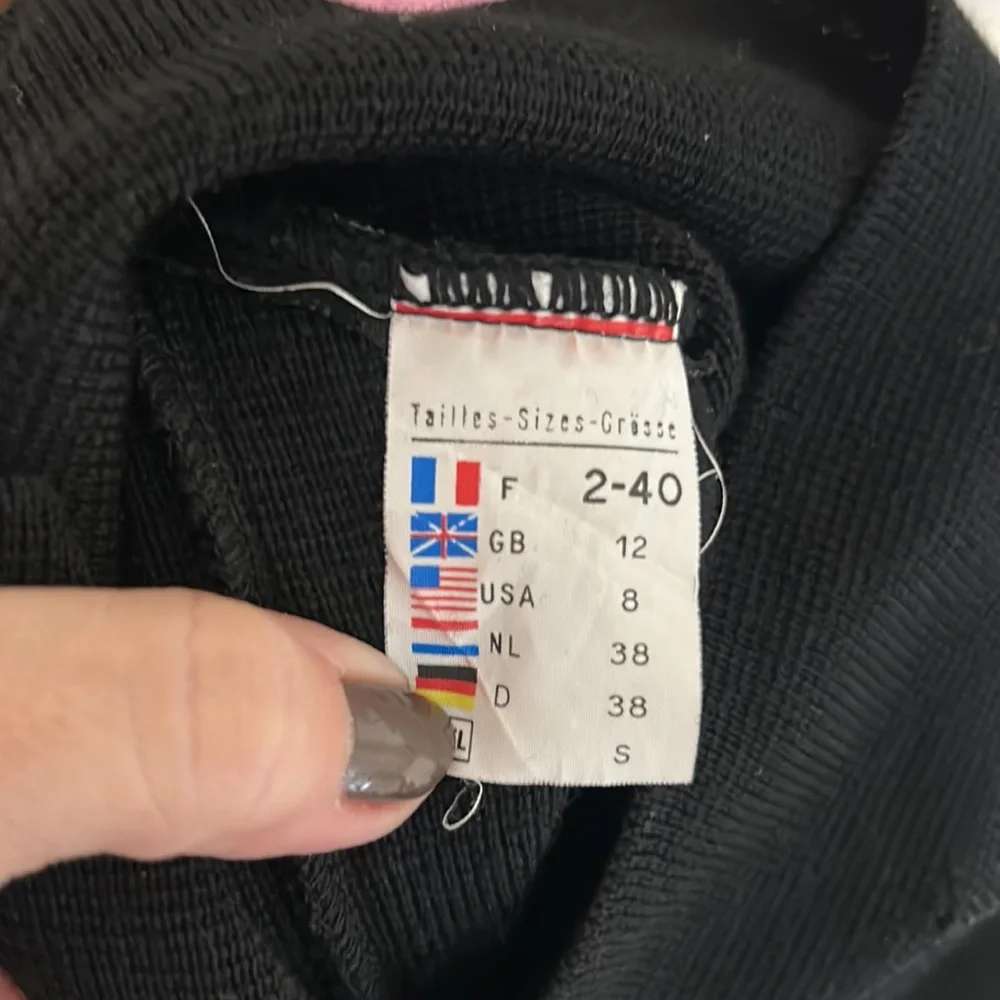 Tailles-Sizes-Grösse
F 2-40
GB 12
USA 8
NL 38
D 38
S